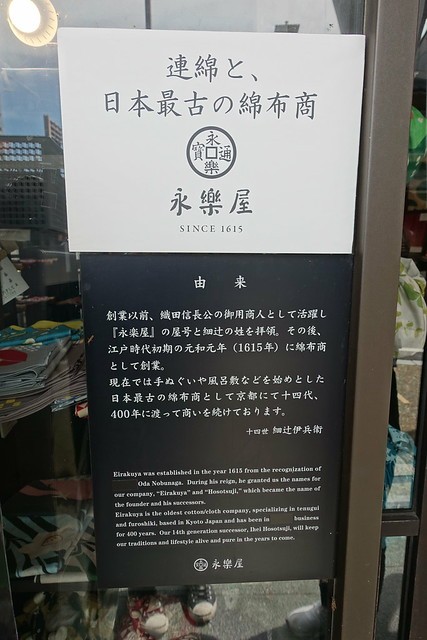 連綿と、
日本最古の綿布商
永樂通寳
永樂屋
SINCE 1615
由 来
創業以前、織田信長公の御用商人として活躍し
『永楽屋』の屋号と細辻の姓を拝領。その後、
江戸時代初期の元和元年（1615年）に綿布商
として創業。
現在では手ぬぐいや風呂敷などを始めとした
日本最古の綿布商として京都にて十四代、
400年に渡って商いを続けております。
十四世 細辻伊兵衛
Eirakuya was established in the year 1615 from the recognization of
Oda Nobunaga. During his reign, he granted us the names for
our company, “Eirakuya” and “Hosotsuji,” which became the name of
the founder and his successors.
Eirakuya is the oldest cotton/cloth company, specializing in tenugui
and furoshiki, based in Kyoto Japan and has been in business
for 400 years. Our 14th generation successor, Ihei Hosotsuji, will keep
our traditions and lifestyle alive and pure in the years to come.
永樂屋